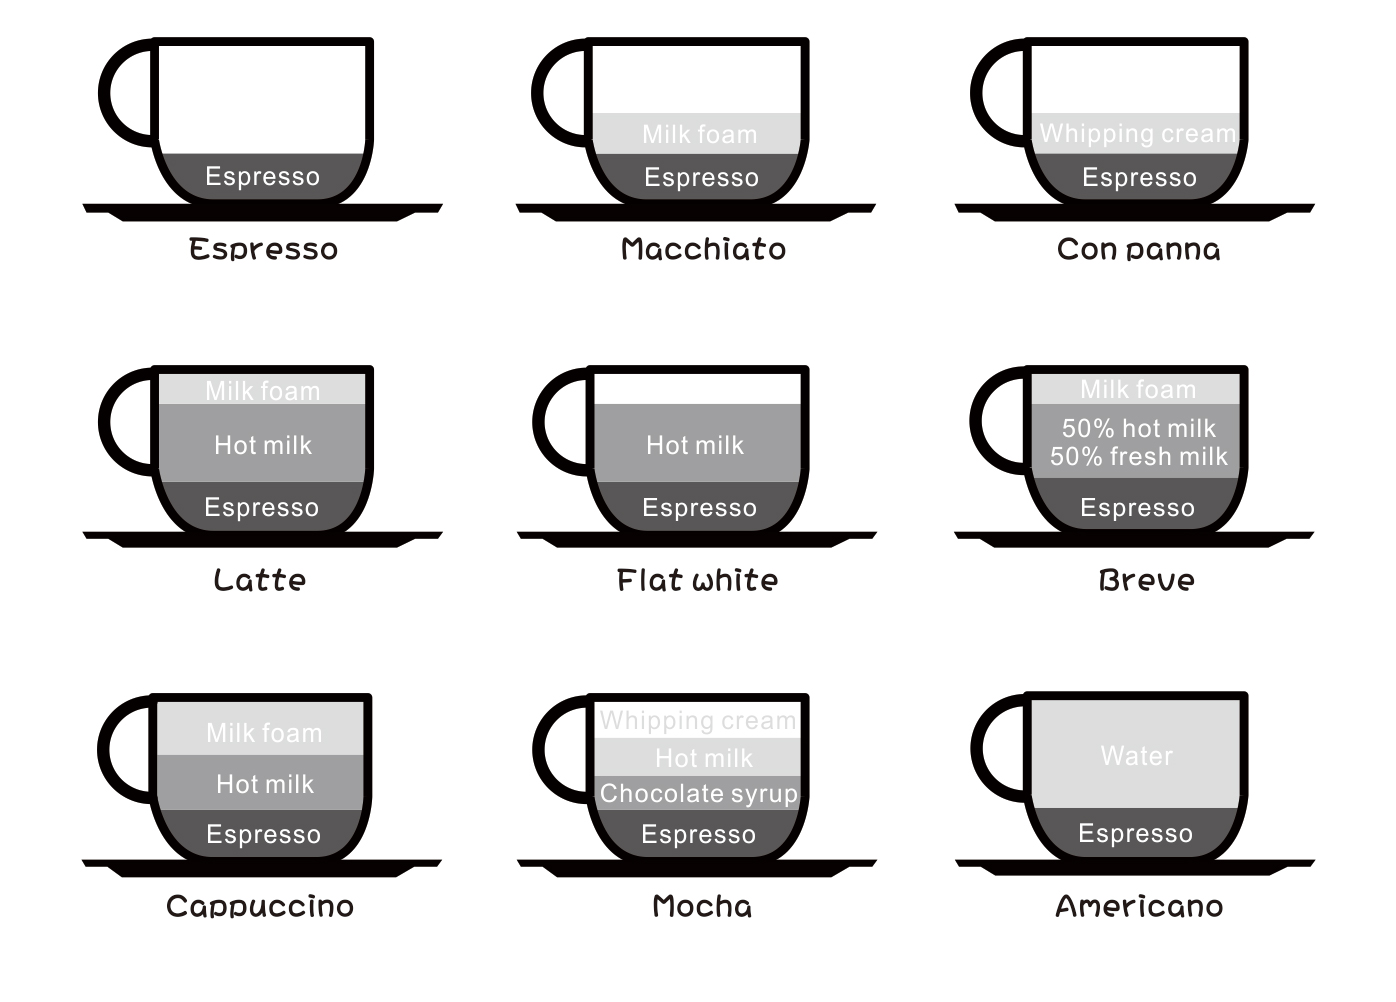 Espresso
Espresso
Milk foam
Espresso
Macchiato
Whipping cream
Espresso
Con panna
Milk foam
Hot milk
Espresso
Latte
Hot milk
Espresso
Flat white
Milk foam
50% hot milk
50% fresh milk
Espresso
Breve
Milk foam
Hot milk
Espresso
Cappuccino
Whipping cream
Hot milk
Chocolate syrup
Espresso
Mocha
Water
Espresso
Americano